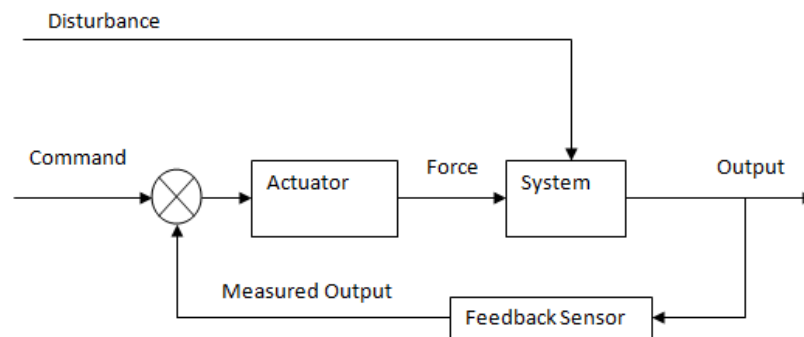 Disturbance
Command
Actuator
Force
System
Output
Measured Output
Feedback Sensor